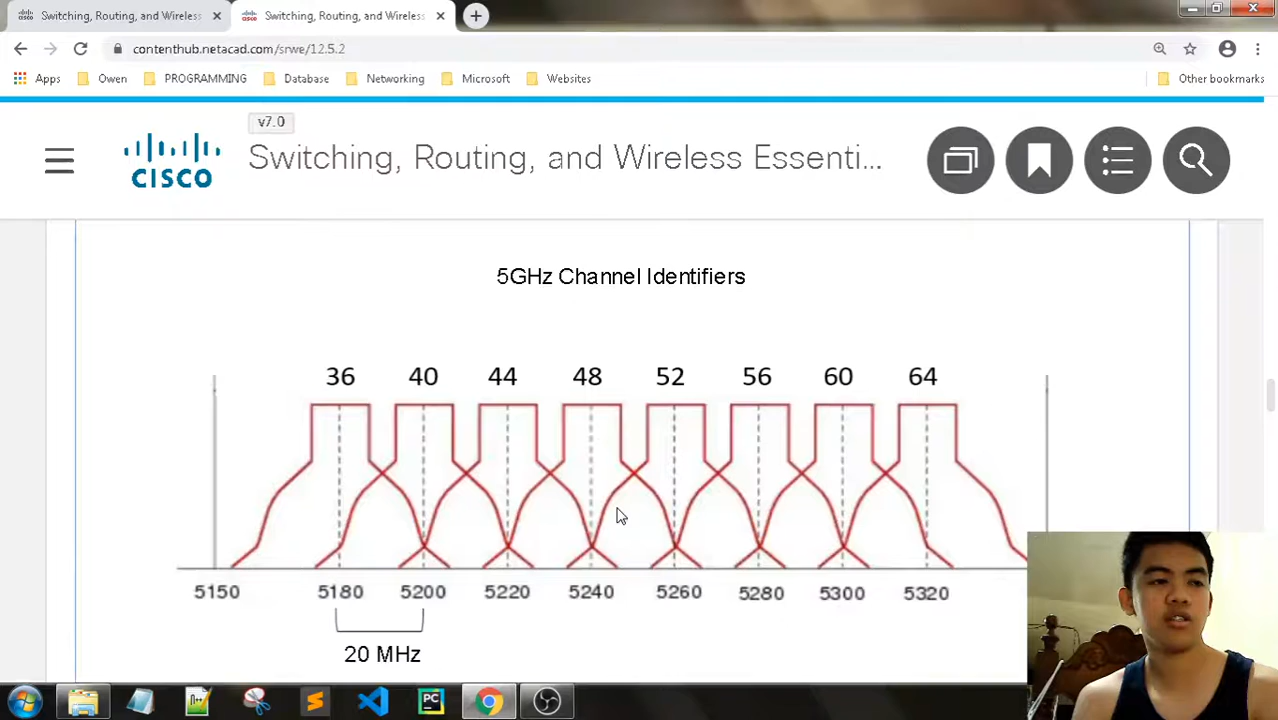 Switching, Routing, and Wireless
Switching, Routing, and Wireless
contenthub.netacad.com/srwe/12.5.2
Apps Owen PROGRAMMING Database Networking Microsoft Websites Other bookmarks
v7.0
CISCO
Switching, Routing, and Wireless Essenti...
5GHz Channel Identifiers
36 40 44 48 52 56 60 64
5150 5180 5200 5220 5240 5260 5280 5300 5320
20 MHz
PC